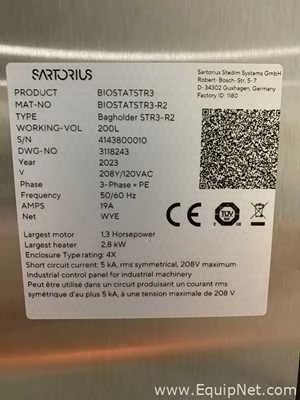 SARTORIUS
Sartorius Stedim Systems GmbH
Robert- Bosch- Str. 5- 7
D- 34302 Guxhagen, Germany
Factory ID: 1180
PRODUCT BIOSTATSTR3
MAT-NO BIOSTATSTR3-R2
TYPE Bagholder STR3-R2
WORKING-VOL 200L
S/N 4143800010
DWG-NO 3118243
Year 2023
V 208Y/120VAC
Phase 3-Phase + PE
Frequency 50/60 Hz
AMPS 19A
Net WYE
CE
TÜV
Largest motor 1,3 Horsepower
Largest heater 2,8 kW
Enclosure Type rating: 4X
Short circuit current: 5 kA, rms symmetrical, 208V maximum
Industrial control panel for industrial machinery
Peut être utilisé dans un circuit produisant un courant rms
symétrique d'au plus 5 kA, à une tension maximale de 208 V
www.EquipNet.com